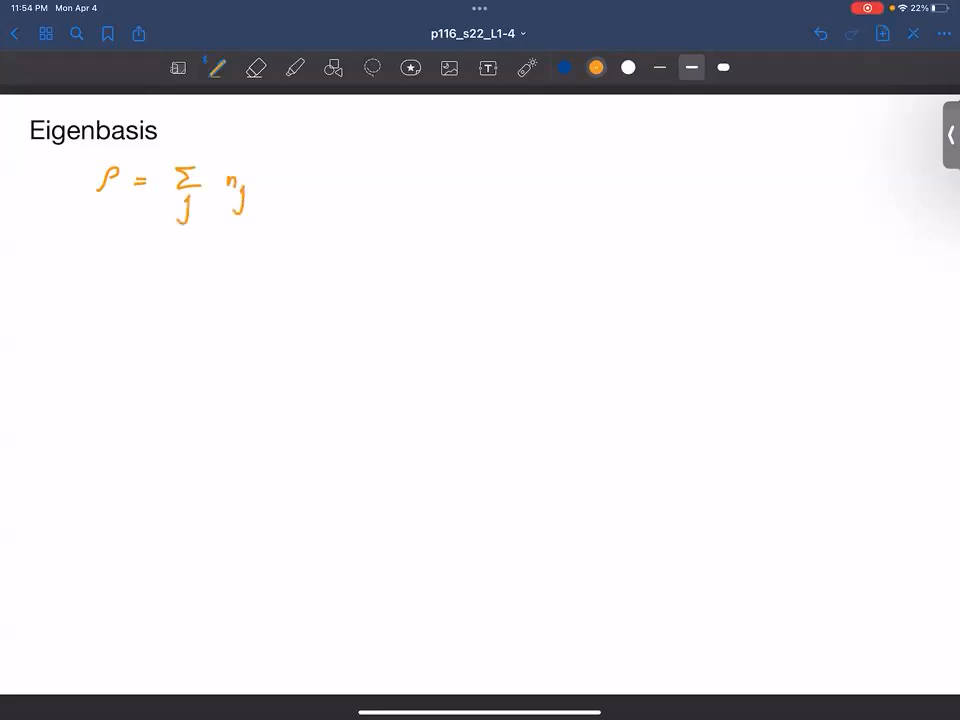 11:54 PM Mon Apr 4
22%
p116_s22_L1-4
Eigenbasis
ρ = Σ_j n_j